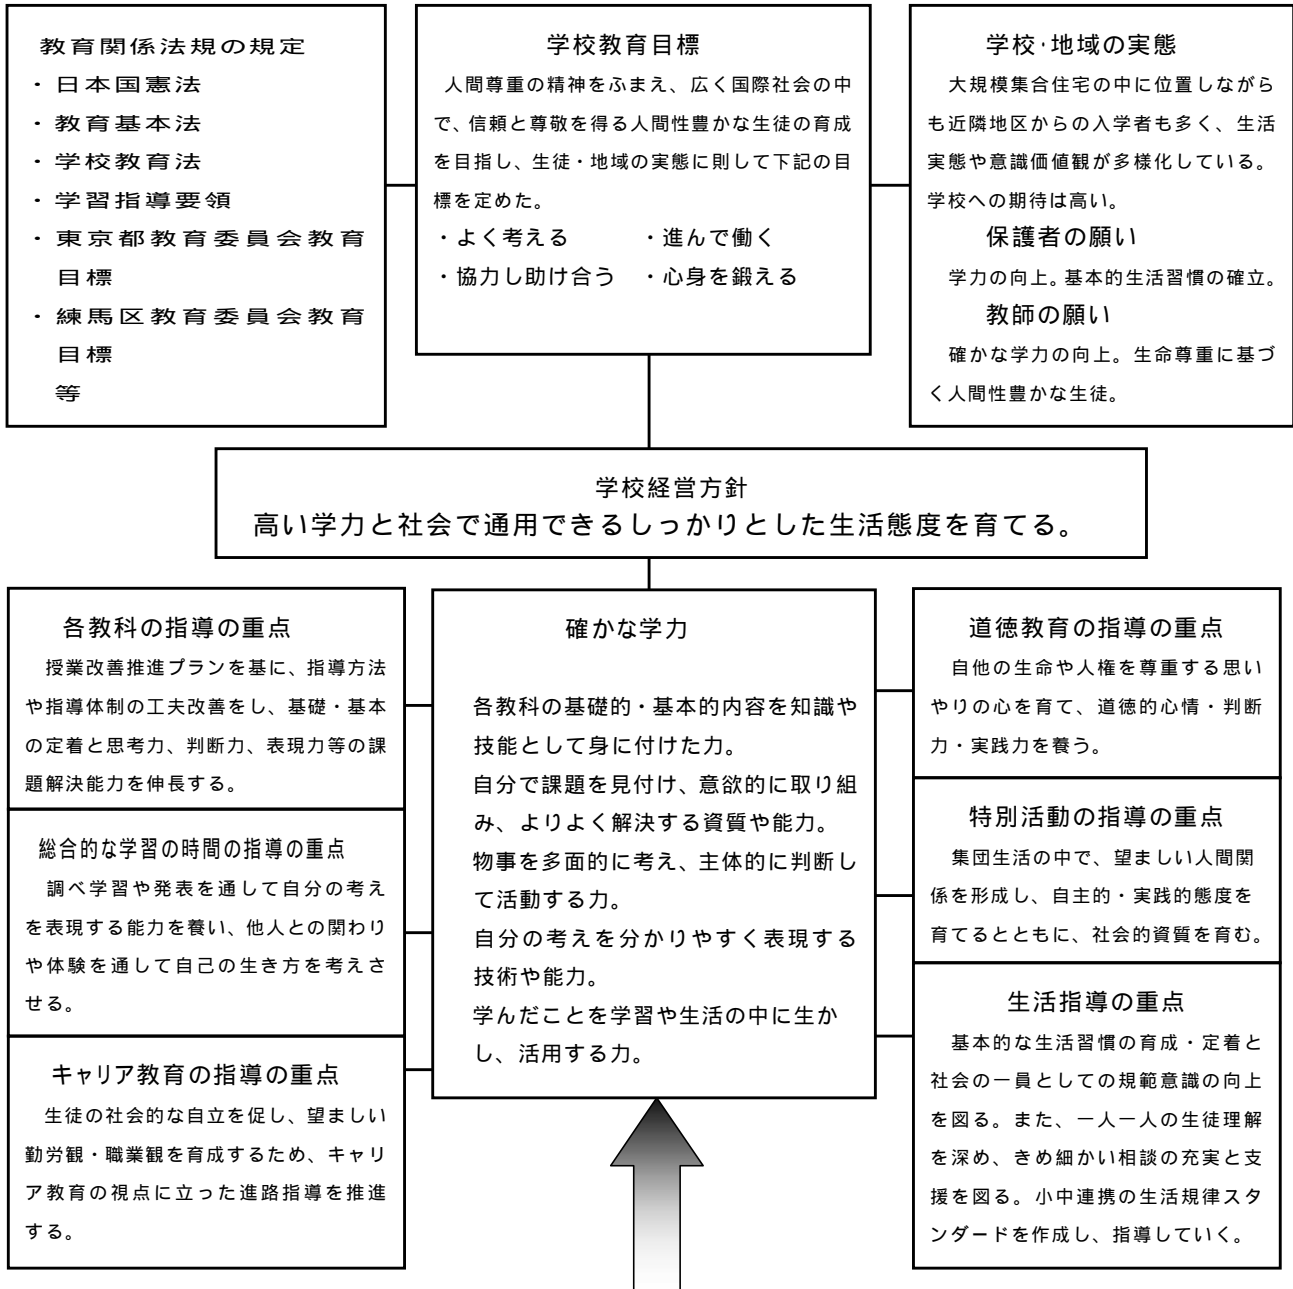 教育関係法規の規定
・日本国憲法
・教育基本法
・学校教育法
・学習指導要領
・東京都教育委員会教育
目標
・練馬区教育委員会教育
目標
等
学校教育目標
人間尊重の精神をふまえ、広く国際社会の中
で、信頼と尊敬を得る人間性豊かな生徒の育成
を目指し、生徒・地域の実態に則して下記の目
標を定めた。
・よく考える ・進んで働く
・協力し助け合う ・心身を鍛える
学校・地域の実態
大規模集合住宅の中に位置しながら
も近隣地区からの入学者も多く、生活
実態や意識価値観が多様化している。
学校への期待は高い。
保護者の願い
学力の向上。基本的生活習慣の確立。
教師の願い
確かな学力の向上。生命尊重に基づ
く人間性豊かな生徒。
学校経営方針
高い学力と社会で通用できるしっかりとした生活態度を育てる。
各教科の指導の重点
授業改善推進プランを基に、指導方法
や指導体制の工夫改善をし、基礎・基本
の定着と思考力、判断力、表現力等の課
題解決能力を伸長する。
総合的な学習の時間の指導の重点
調べ学習や発表を通して自分の考え
を表現する能力を養い、他人との関わり
や体験を通して自己の生き方を考えさ
せる。
キャリア教育の指導の重点
生徒の社会的な自立を促し、望ましい
勤労観・職業観を育成するため、キャリ
ア教育の視点に立った進路指導を推進
する。
確かな学力
各教科の基礎的・基本的内容を知識や
技能として身に付けた力。
自分で課題を見付け、意欲的に取り組
み、よりよく解決する資質や能力。
物事を多面的に考え、主体的に判断し
て活動する力。
自分の考えを分かりやすく表現する
技術や能力。
学んだことを学習や生活の中に生か
し、活用する力。
道徳教育の指導の重点
自他の生命や人権を尊重する思い
やりの心を育て、道徳的心情・判断
力・実践力を養う。
特別活動の指導の重点
集団生活の中で、望ましい人間関
係を形成し、自主的・実践的態度を
育てるとともに、社会的資質を育む。
生活指導の重点
基本的な生活習慣の育成・定着と
社会の一員としての規範意識の向上
を図る。また、一人一人の生徒理解
を深め、きめ細かい相談の充実と支
援を図る。小中連携の生活規律スタ
ンダードを作成し、指導していく。